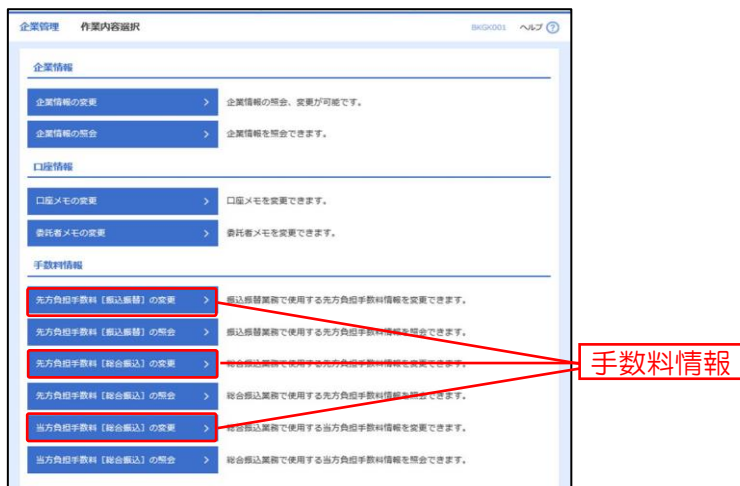 企業管理 作業内容選択 BKGK001 ヘルプ ?
企業情報
企業情報の変更 > 企業情報の照会、変更が可能です。
企業情報の照会 > 企業情報を照会できます。
口座情報
口座メモの変更 > 口座メモを変更できます。
委託者メモの変更 > 委託者メモを変更できます。
手数料情報
先方負担手数料［振込振替］の変更 > 振込振替業務で使用する先方負担手数料情報を変更できます。
先方負担手数料［振込振替］の照会 > 振込振替業務で使用する先方負担手数料情報を照会できます。
先方負担手数料［総合振込］の変更 > 総合振込業務で使用する先方負担手数料情報を変更できます。
手数料情報
先方負担手数料［総合振込］の照会 > 総合振込業務で使用する先方負担手数料情報を照会できます。
当方負担手数料［総合振込］の変更 > 総合振込業務で使用する当方負担手数料情報を変更できます。
当方負担手数料［総合振込］の照会 > 総合振込業務で使用する当方負担手数料情報を照会できます。